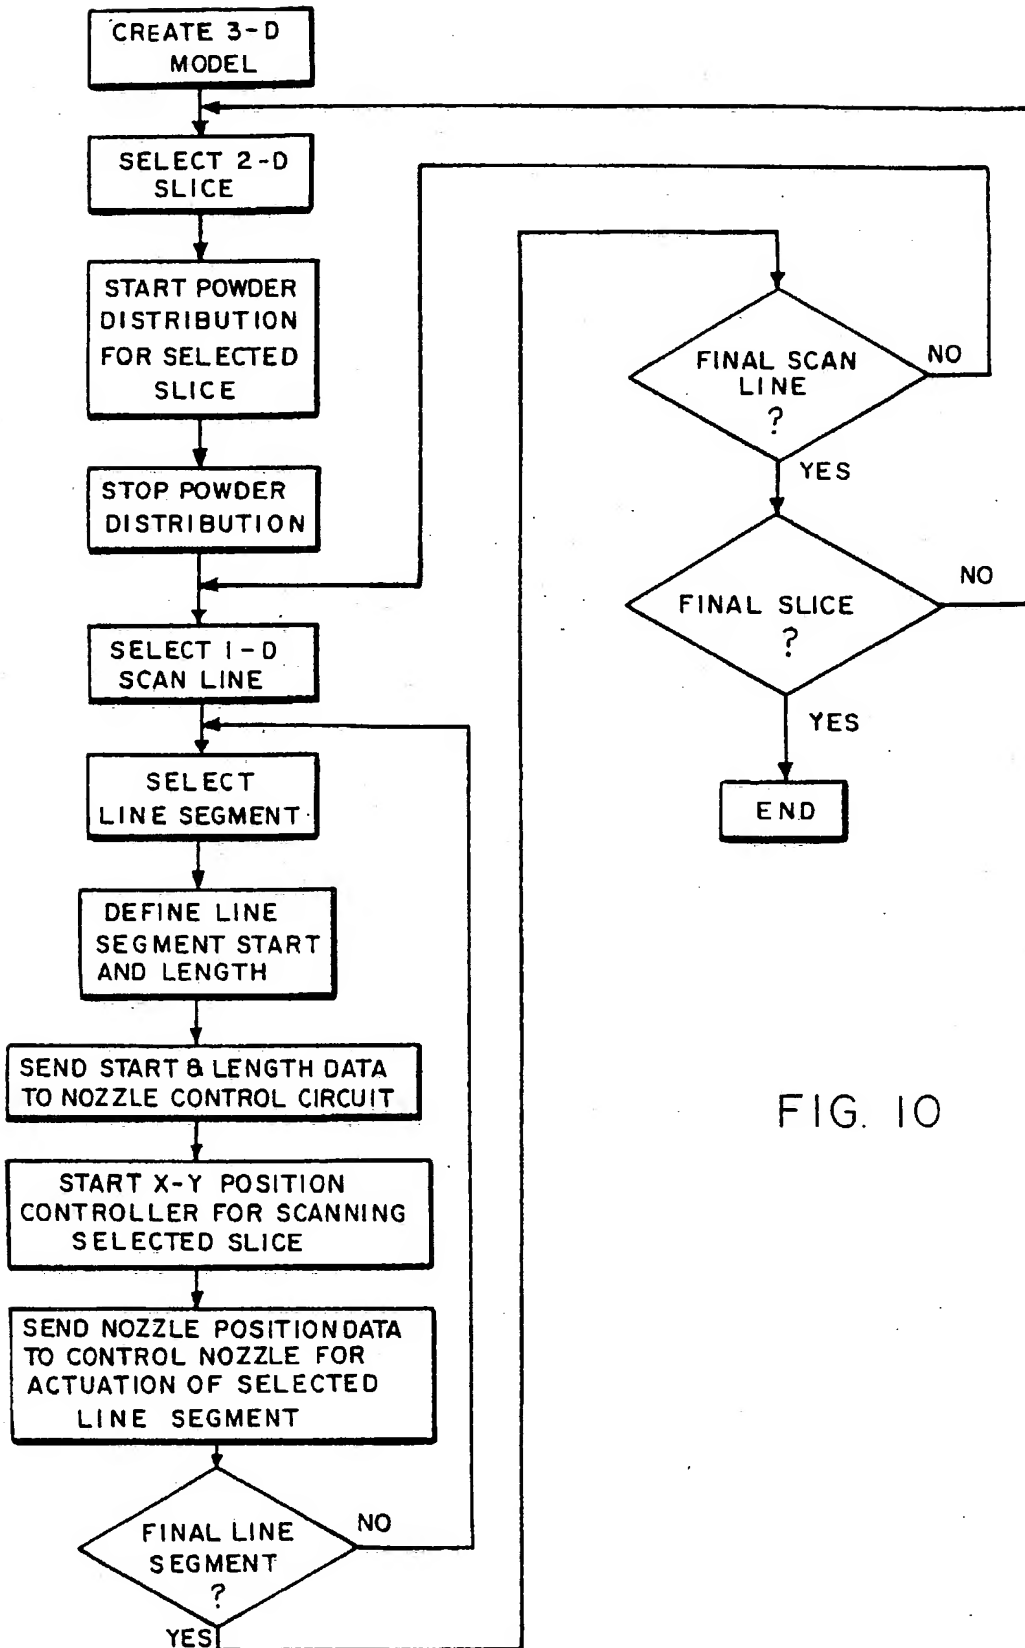 CREATE 3-D
MODEL
SELECT 2-D
SLICE
START POWDER
DISTRIBUTION
FOR SELECTED
SLICE
STOP POWDER
DISTRIBUTION
SELECT 1-D
SCAN LINE
SELECT
LINE SEGMENT
DEFINE LINE
SEGMENT START
AND LENGTH
SEND START & LENGTH DATA
TO NOZZLE CONTROL CIRCUIT
START X-Y POSITION
CONTROLLER FOR SCANNING
SELECTED SLICE
SEND NOZZLE POSITION DATA
TO CONTROL NOZZLE FOR
ACTUATION OF SELECTED
LINE SEGMENT
FINAL LINE
SEGMENT
?
NO
YES
FINAL SCAN
LINE
?
NO
YES
FINAL SLICE
?
NO
YES
END
FIG. 10